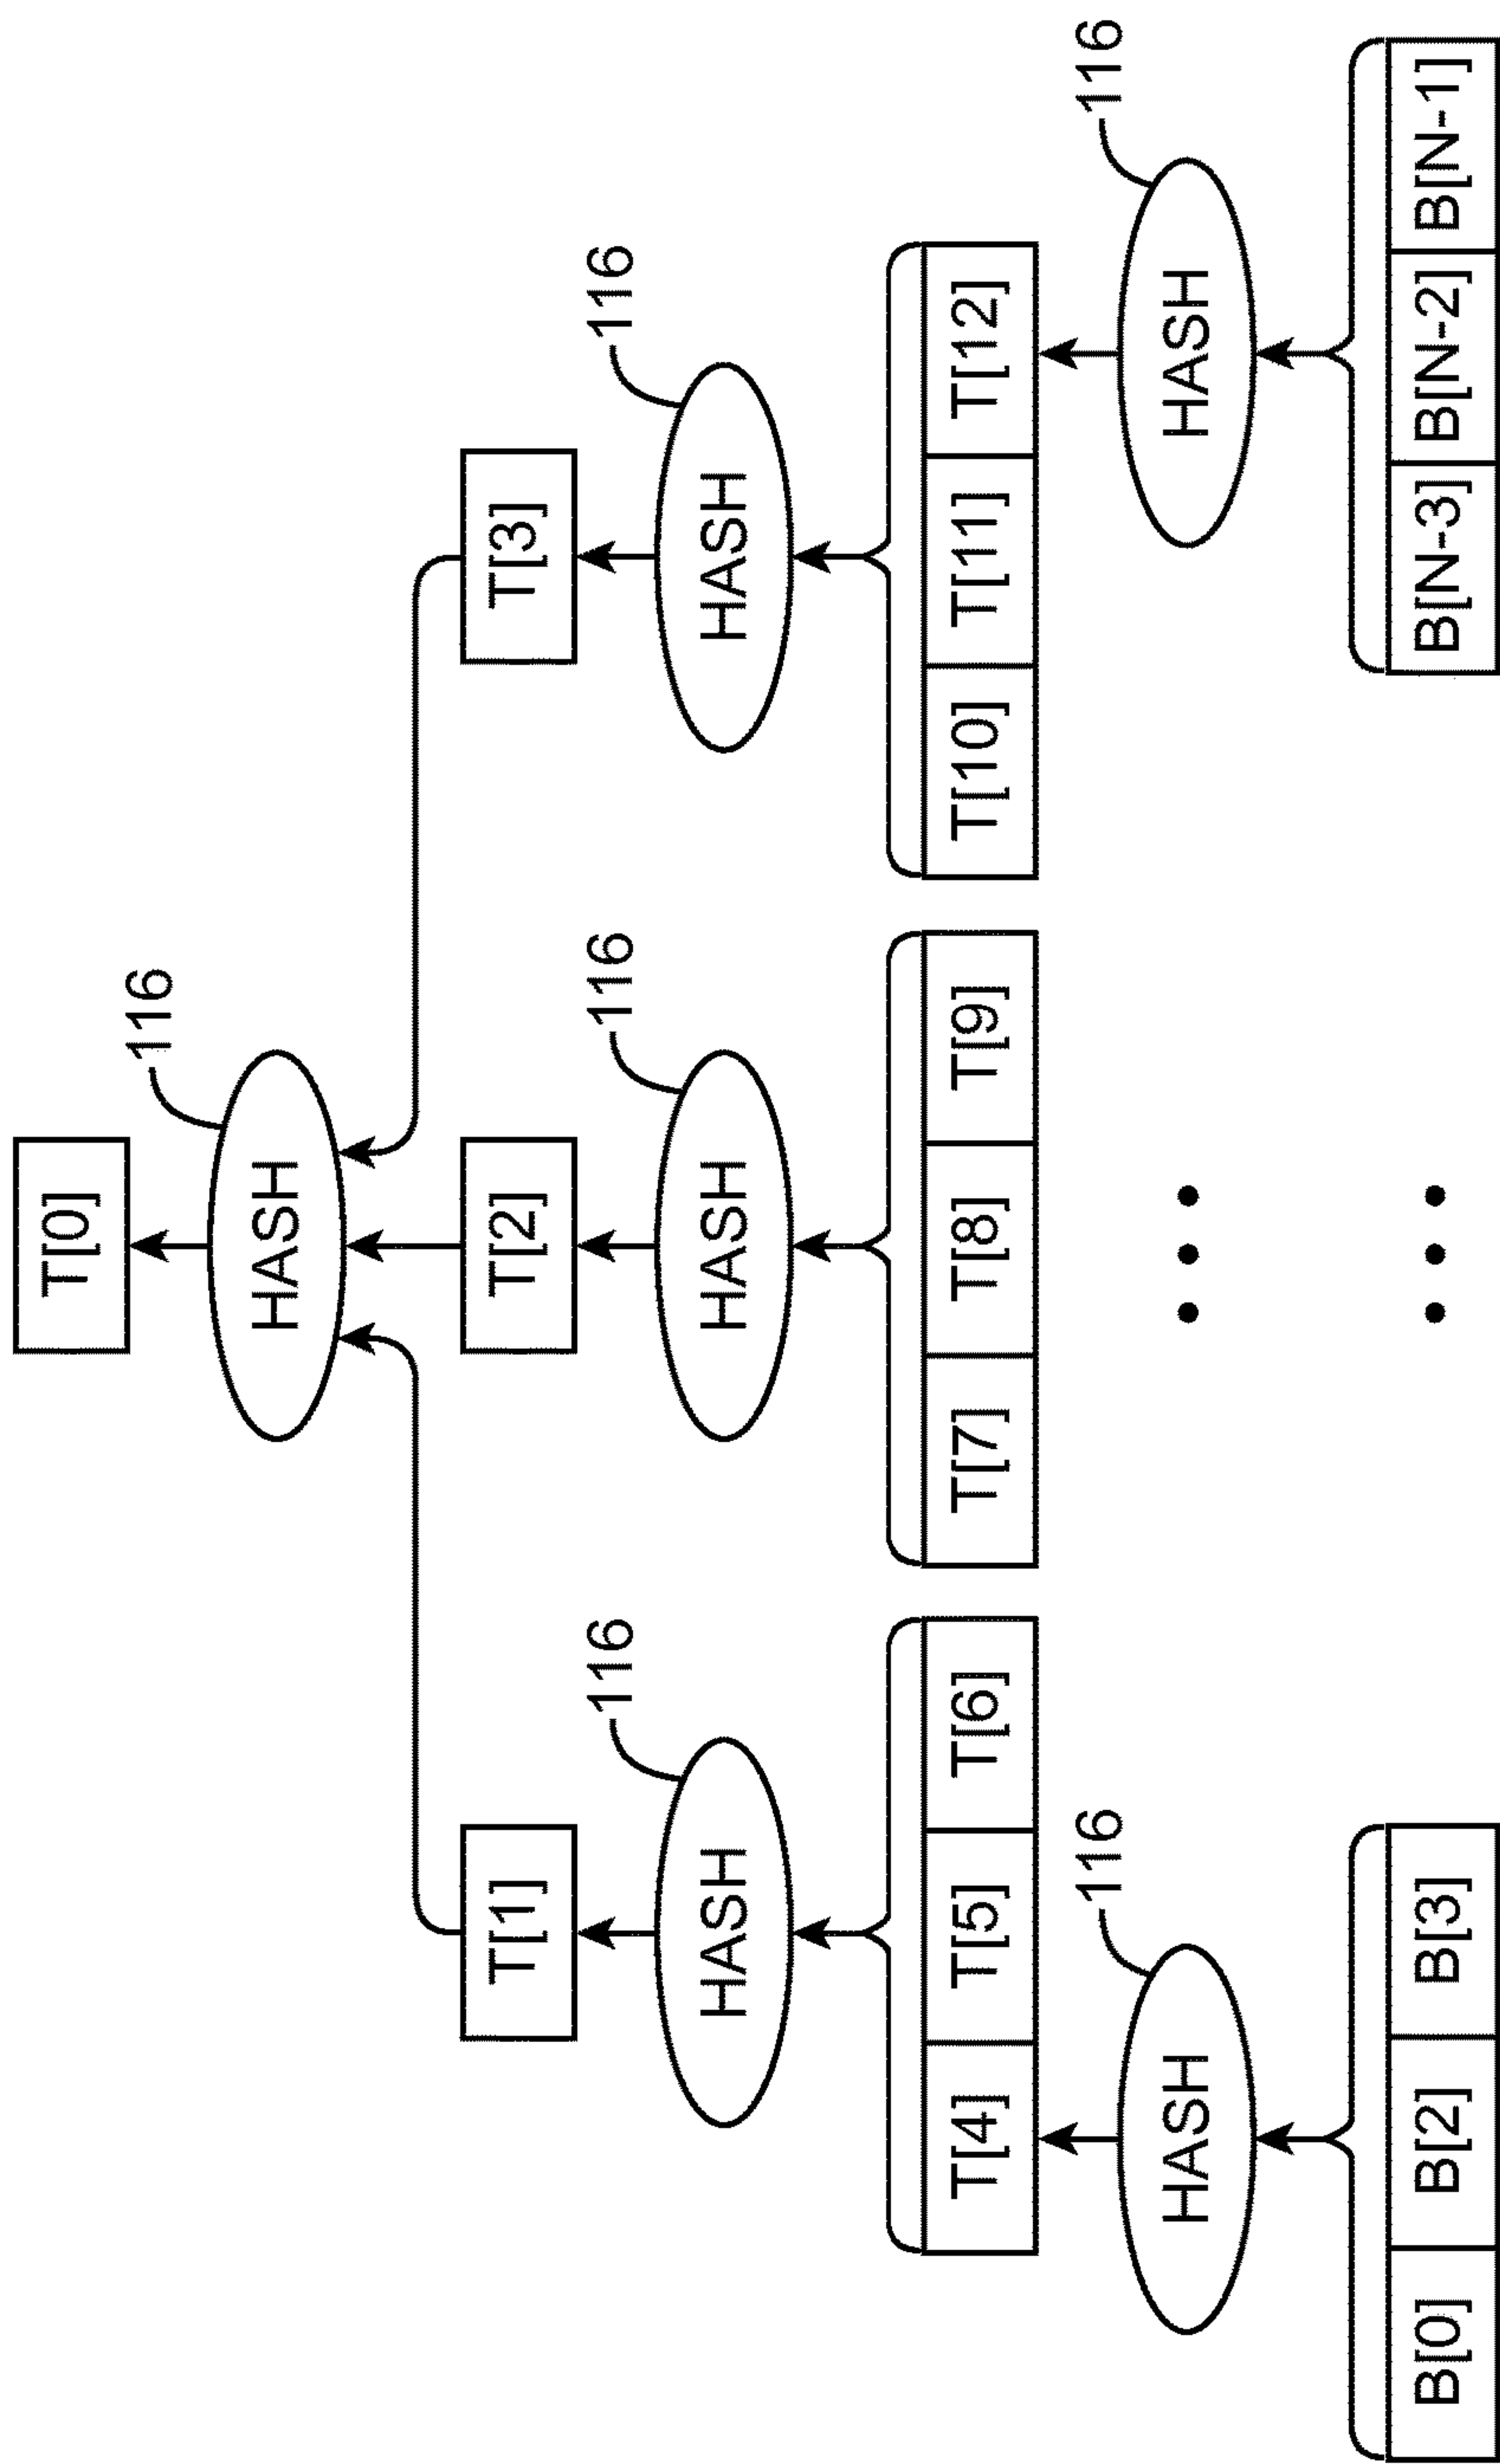 T[0]
116
HASH
T[1]
T[2]
T[3]
116
116
116
HASH
HASH
HASH
T[4] T[5] T[6]
T[7] T[8] T[9]
T[10] T[11] T[12]
116
116
HASH
HASH
B[0] B[2] B[3]
B[N-3] B[N-2] B[N-1]